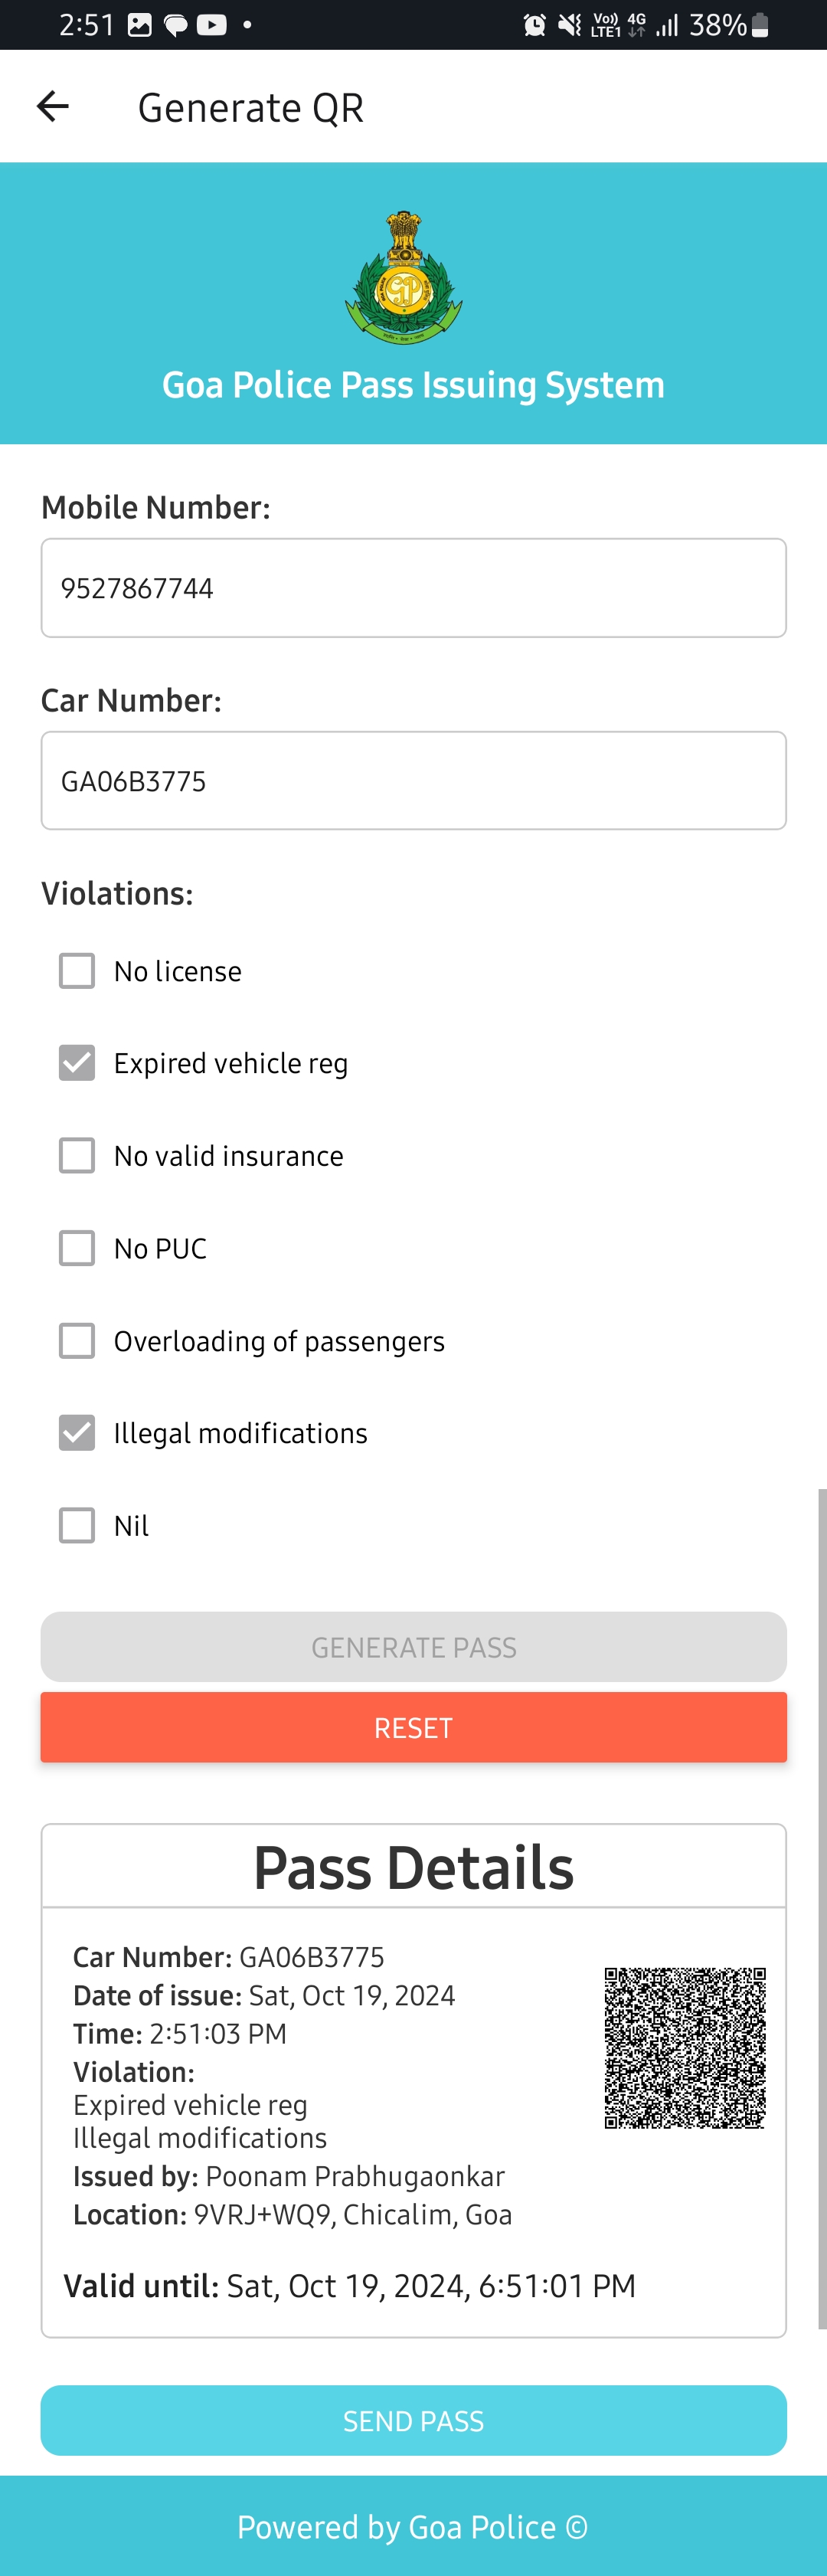 2:51 38%
Vo)) 4G
LTE1
Generate QR
GP
Goa Police Pass Issuing System
Mobile Number:
9527867744
Car Number:
GA06B3775
Violations:
No license
Expired vehicle reg
No valid insurance
No PUC
Overloading of passengers
Illegal modifications
Nil
GENERATE PASS
RESET
Pass Details
Car Number: GA06B3775
Date of issue: Sat, Oct 19, 2024
Time: 2:51:03 PM
Violation:
Expired vehicle reg
Illegal modifications
Issued by: Poonam Prabhugaonkar
Location: 9VRJ+WQ9, Chicalim, Goa
Valid until: Sat, Oct 19, 2024, 6:51:01 PM
SEND PASS
Powered by Goa Police ©